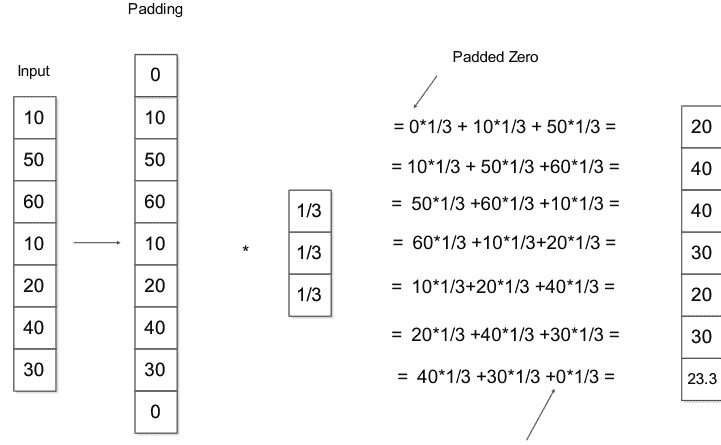 Padding
Input
Padded Zero
10
50
60
10
20
40
30
0
10
50
60
10
20
40
30
0
*
1/3
1/3
1/3
= 0*1/3 + 10*1/3 + 50*1/3 =
= 10*1/3 + 50*1/3 +60*1/3 =
= 50*1/3 +60*1/3 +10*1/3 =
= 60*1/3 +10*1/3+20*1/3 =
= 10*1/3+20*1/3 +40*1/3 =
= 20*1/3 +40*1/3 +30*1/3 =
= 40*1/3 +30*1/3 +0*1/3 =
20
40
40
30
20
30
23.3